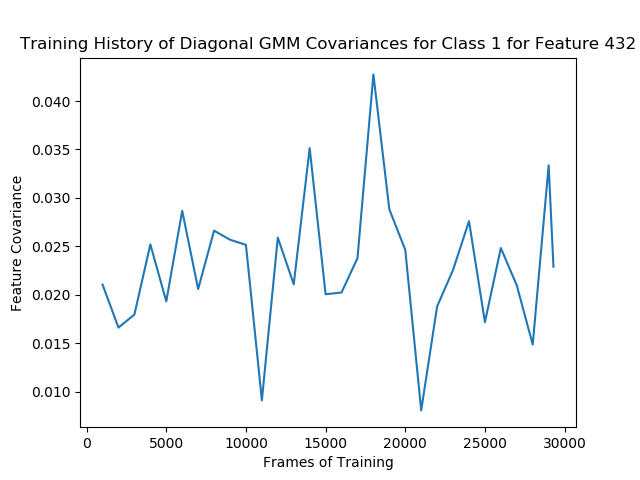 Training History of Diagonal GMM Covariances for Class 1 for Feature 432
0.040
0.035
0.030
0.025
0.020
0.015
0.010
Feature Covariance
0 5000 10000 15000 20000 25000 30000
Frames of Training